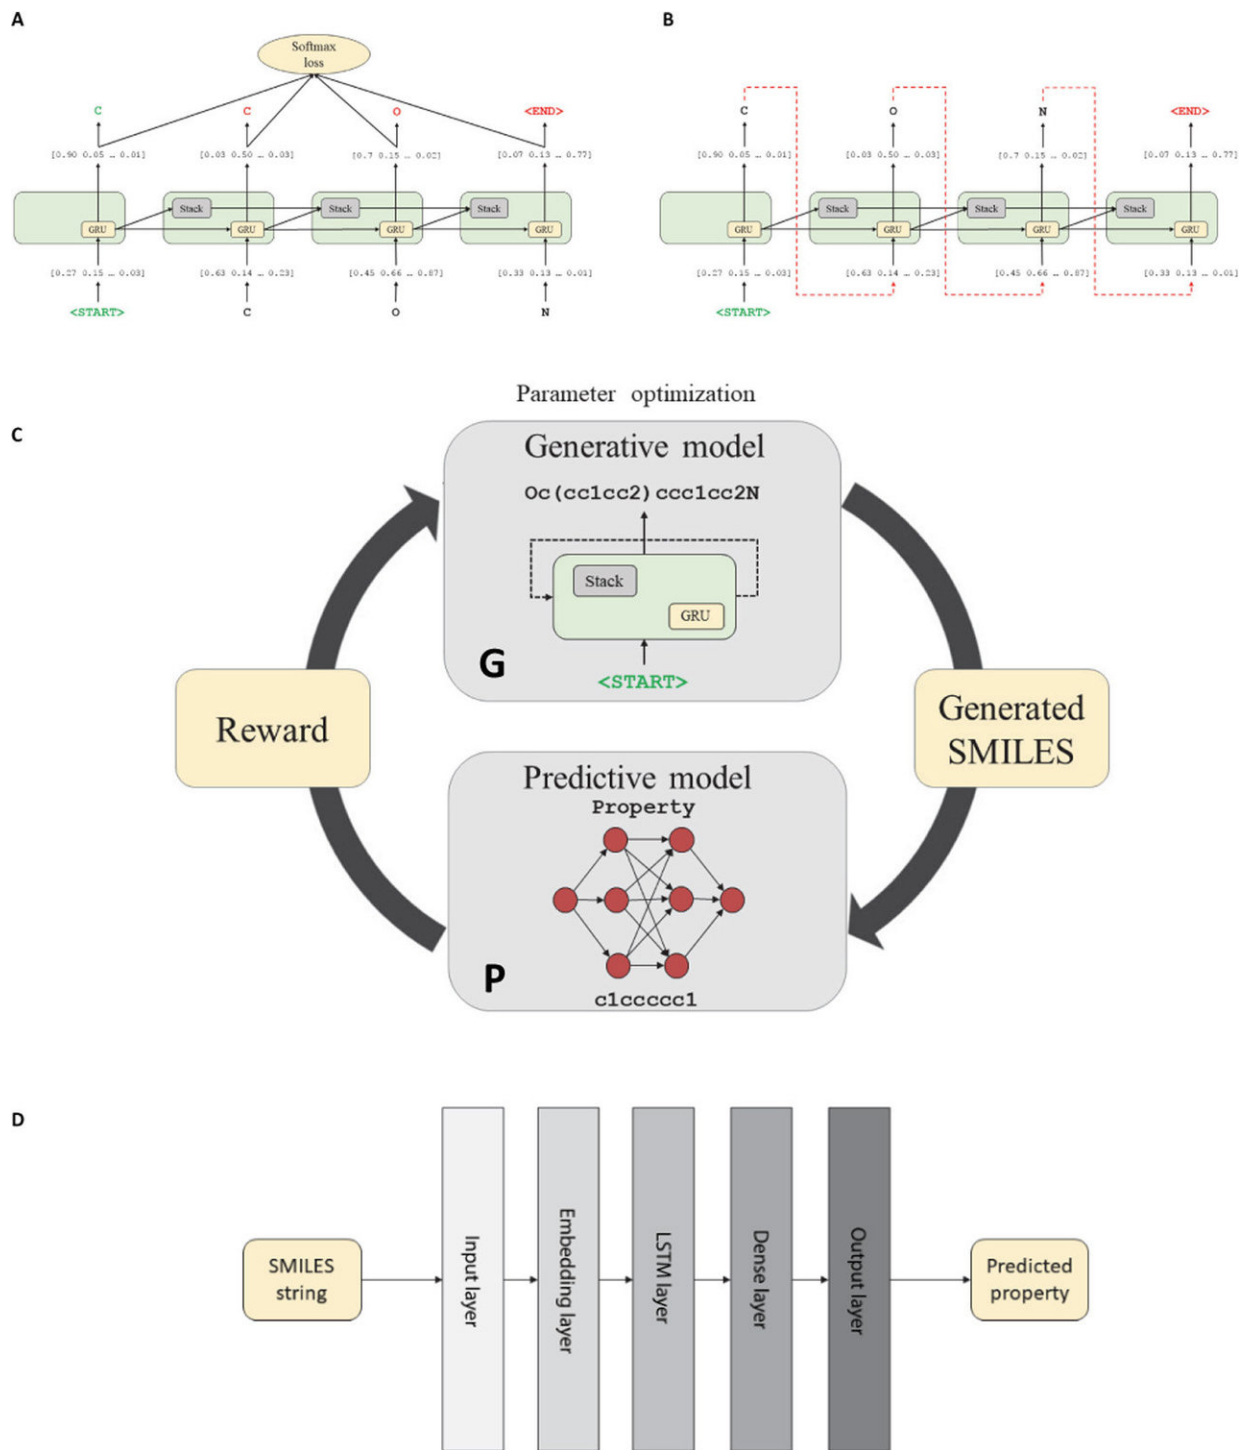 A
B
Softmax
loss
C
C
O
<END>
[0.90 0.05 … 0.01]
[0.03 0.50 … 0.03]
[0.7 0.15 … 0.02]
[0.07 0.13 … 0.77]
Stack
Stack
Stack
GRU
GRU
GRU
GRU
[0.27 0.15 … 0.03]
[0.63 0.14 … 0.23]
[0.45 0.66 … 0.87]
[0.33 0.13 … 0.01]
<START>
C
O
N
C
O
N
<END>
[0.90 0.05 … 0.01]
[0.03 0.50 … 0.03]
[0.7 0.15 … 0.02]
[0.07 0.13 … 0.77]
Stack
Stack
Stack
GRU
GRU
GRU
GRU
[0.27 0.15 … 0.03]
[0.63 0.14 … 0.23]
[0.45 0.66 … 0.87]
[0.33 0.13 … 0.01]
<START>
C
Parameter optimization
Generative model
Oc(cc1cc2)ccc1cc2N
Stack
GRU
G
<START>
Reward
Generated
SMILES
Predictive model
Property
P
c1ccccc1
D
SMILES
string
Input layer
Embedding layer
LSTM layer
Dense layer
Output layer
Predicted
property